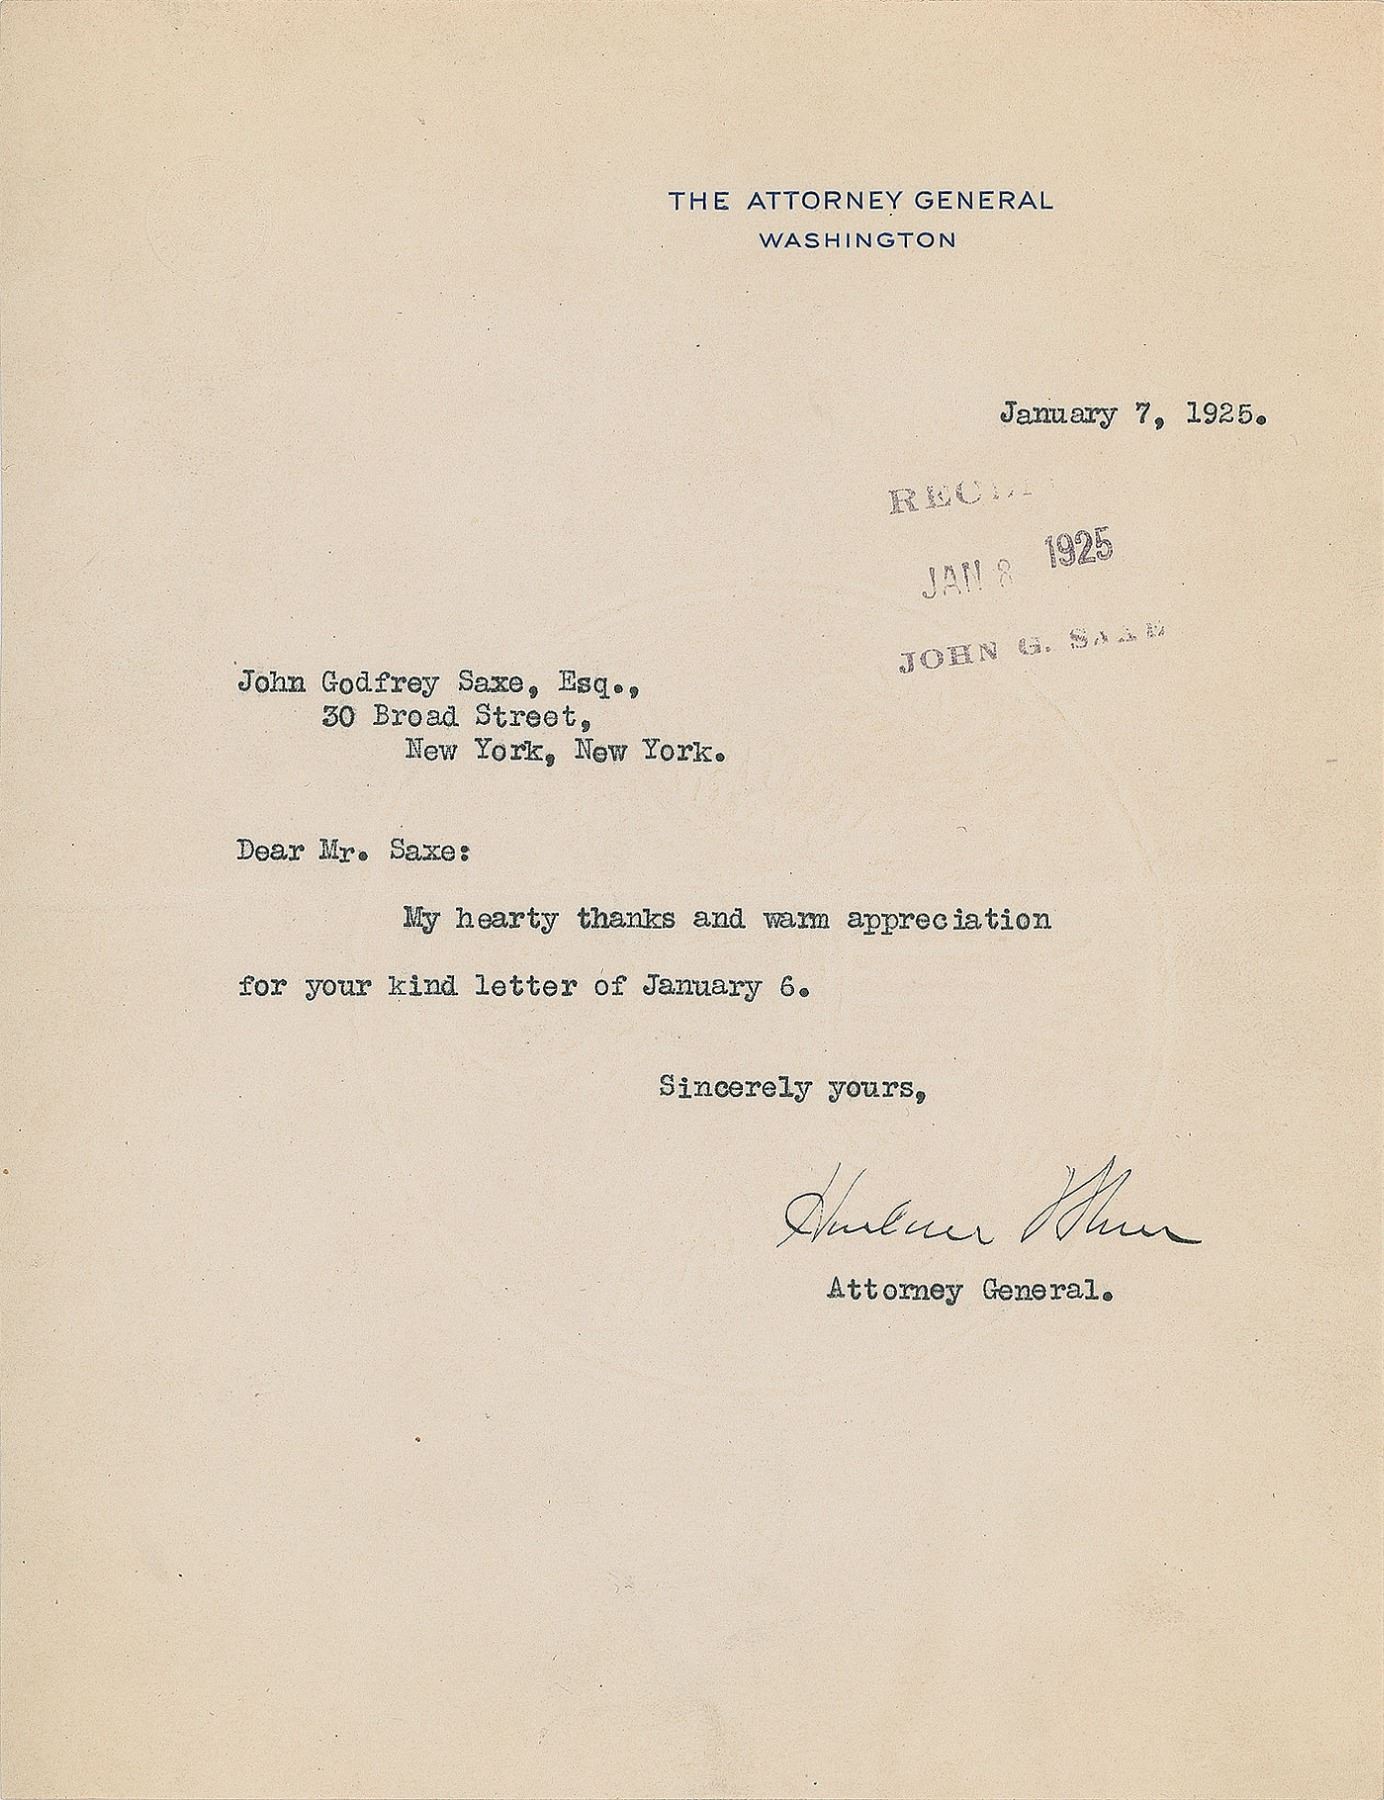 THE ATTORNEY GENERAL
WASHINGTON
January 7, 1925.
JAN 8 1925
JOHN G. SAXE
John Godfrey Saxe, Esq.,
30 Broad Street,
New York, New York.
Dear Mr. Saxe:
My hearty thanks and warm appreciation
for your kind letter of January 6.
Sincerely yours,
Attorney General.